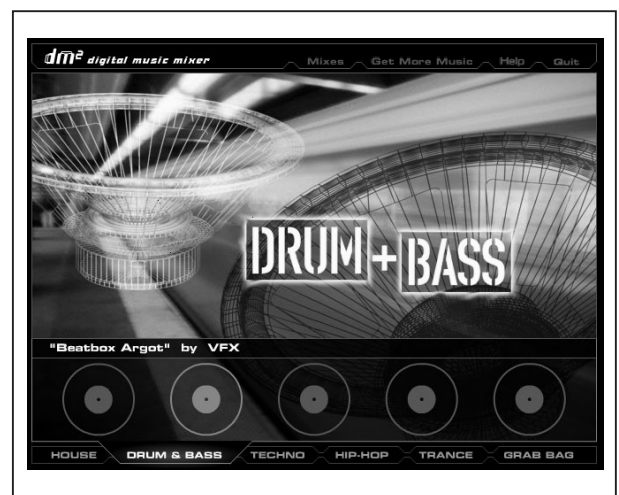 dm² digital music mixer
Mixes Get More Music Help Quit
DRUM + BASS
"Beatbox Argot" by VFX
HOUSE DRUM & BASS TECHNO HIP-HOP TRANCE GRAB BAG